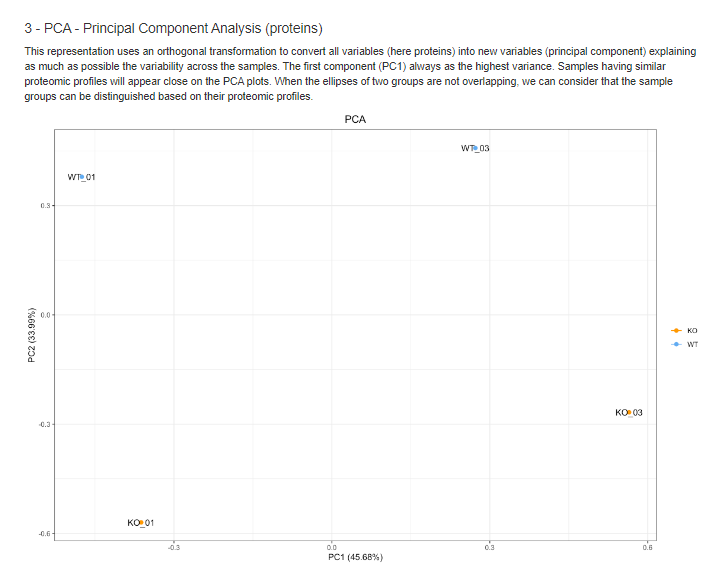 3 - PCA - Principal Component Analysis (proteins)
This representation uses an orthogonal transformation to convert all variables (here proteins) into new variables (principal component) explaining
as much as possible the variability across the samples. The first component (PC1) always as the highest variance. Samples having similar
proteomic profiles will appear close on the PCA plots. When the ellipses of two groups are not overlapping, we can consider that the sample
groups can be distinguished based on their proteomic profiles.
PCA
WT_03
WT_01
0.3
0.0
PC2 (33.99%)
KO
WT
-0.3
KO_03
KO_01
-0.6
-0.3
0.0
0.3
0.6
PC1 (45.68%)